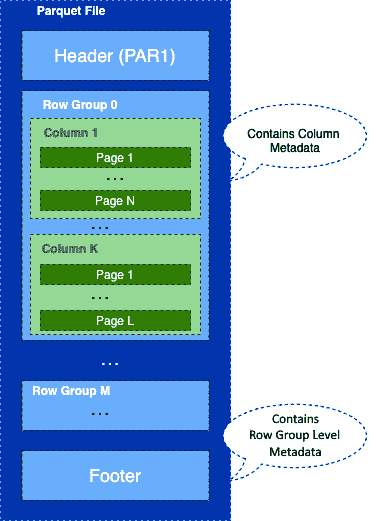 Parquet File
Header (PAR1)
Row Group 0
Column 1
Page 1
...
Page N
...
Column K
Page 1
...
Page L
...
Row Group M
...
Footer
Contains Column
Metadata
Contains
Row Group Level
Metadata